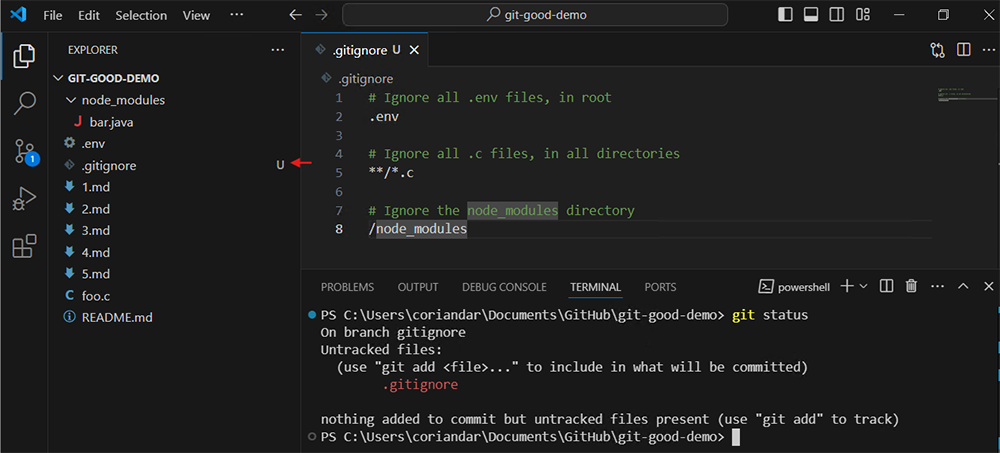 File Edit Selection View ··· git-good-demo
EXPLORER ···
GIT-GOOD-DEMO
node_modules
J bar.java
.env
.gitignore U
1.md
2.md
3.md
4.md
5.md
C foo.c
README.md
1
.gitignore U
.gitignore
1 # Ignore all .env files, in root
2 .env
3
4 # Ignore all .c files, in all directories
5 **/*.c
6
7 # Ignore the node_modules directory
8 /node_modules
PROBLEMS OUTPUT DEBUG CONSOLE TERMINAL PORTS powershell
PS C:\Users\coriandar\Documents\GitHub\git-good-demo> git status
On branch gitignore
Untracked files:
(use "git add <file>..." to include in what will be committed)
.gitignore
nothing added to commit but untracked files present (use "git add" to track)
PS C:\Users\coriandar\Documents\GitHub\git-good-demo>